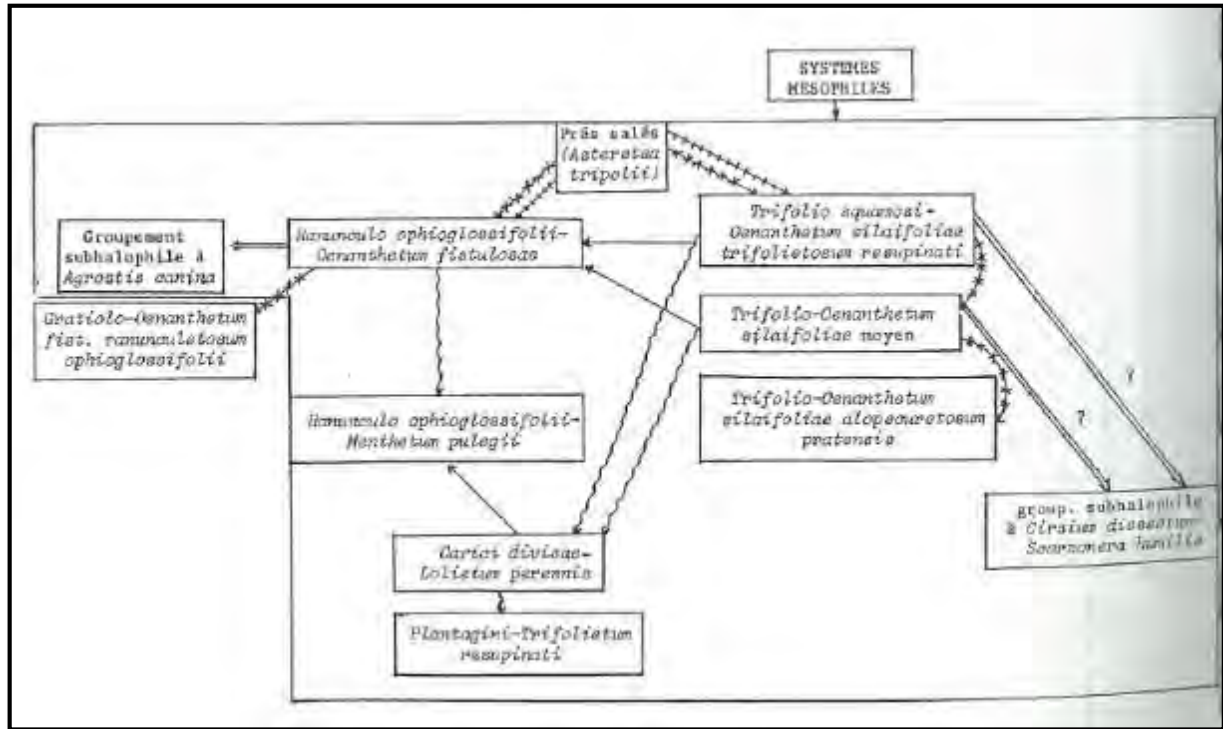 SYSTEMES
MESOPHILES
Prés salés
(Asteretea
tripolii)
Groupement
subhalophile à
Agrostis canina
Ranunculo ophioglossifolii-
Oenanthetum fistulosae
Trifolio squamosi-
Oenanthetum silaifoliae
trifolietosum resupinati
Gratiolo-Oenanthetum
fist. ranunculetosum
ophioglossifolii
Trifolio-Oenanthetum
silaifoliae moyen
Trifolio-Oenanthetum
silaifoliae alopecuretosum
pratensis
?
?
Ranunculo ophioglossifolii-
Menthetum pulegii
group. subhalophile
à Cirsium dissectum
Scorzonera humilis
Carici divisae-
Lolietum perennis
Plantagini-Trifolietum
resupinati